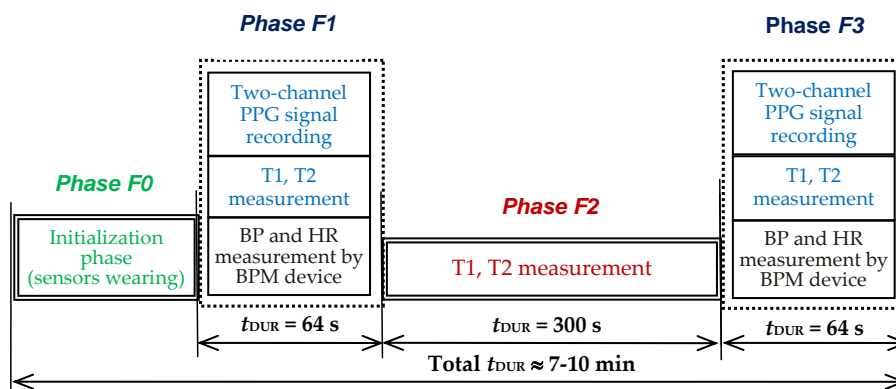 Phase F1
Phase F3
Two-channel
PPG signal
recording
Two-channel
PPG signal
recording
Phase F0
T1, T2
measurement
T1, T2
measurement
Phase F2
Initialization
phase
(sensors wearing)
BP and HR
measurement by
BPM device
T1, T2 measurement
BP and HR
measurement by
BPM device
tDUR = 64 s
tDUR = 300 s
tDUR = 64 s
Total tDUR ≈ 7-10 min